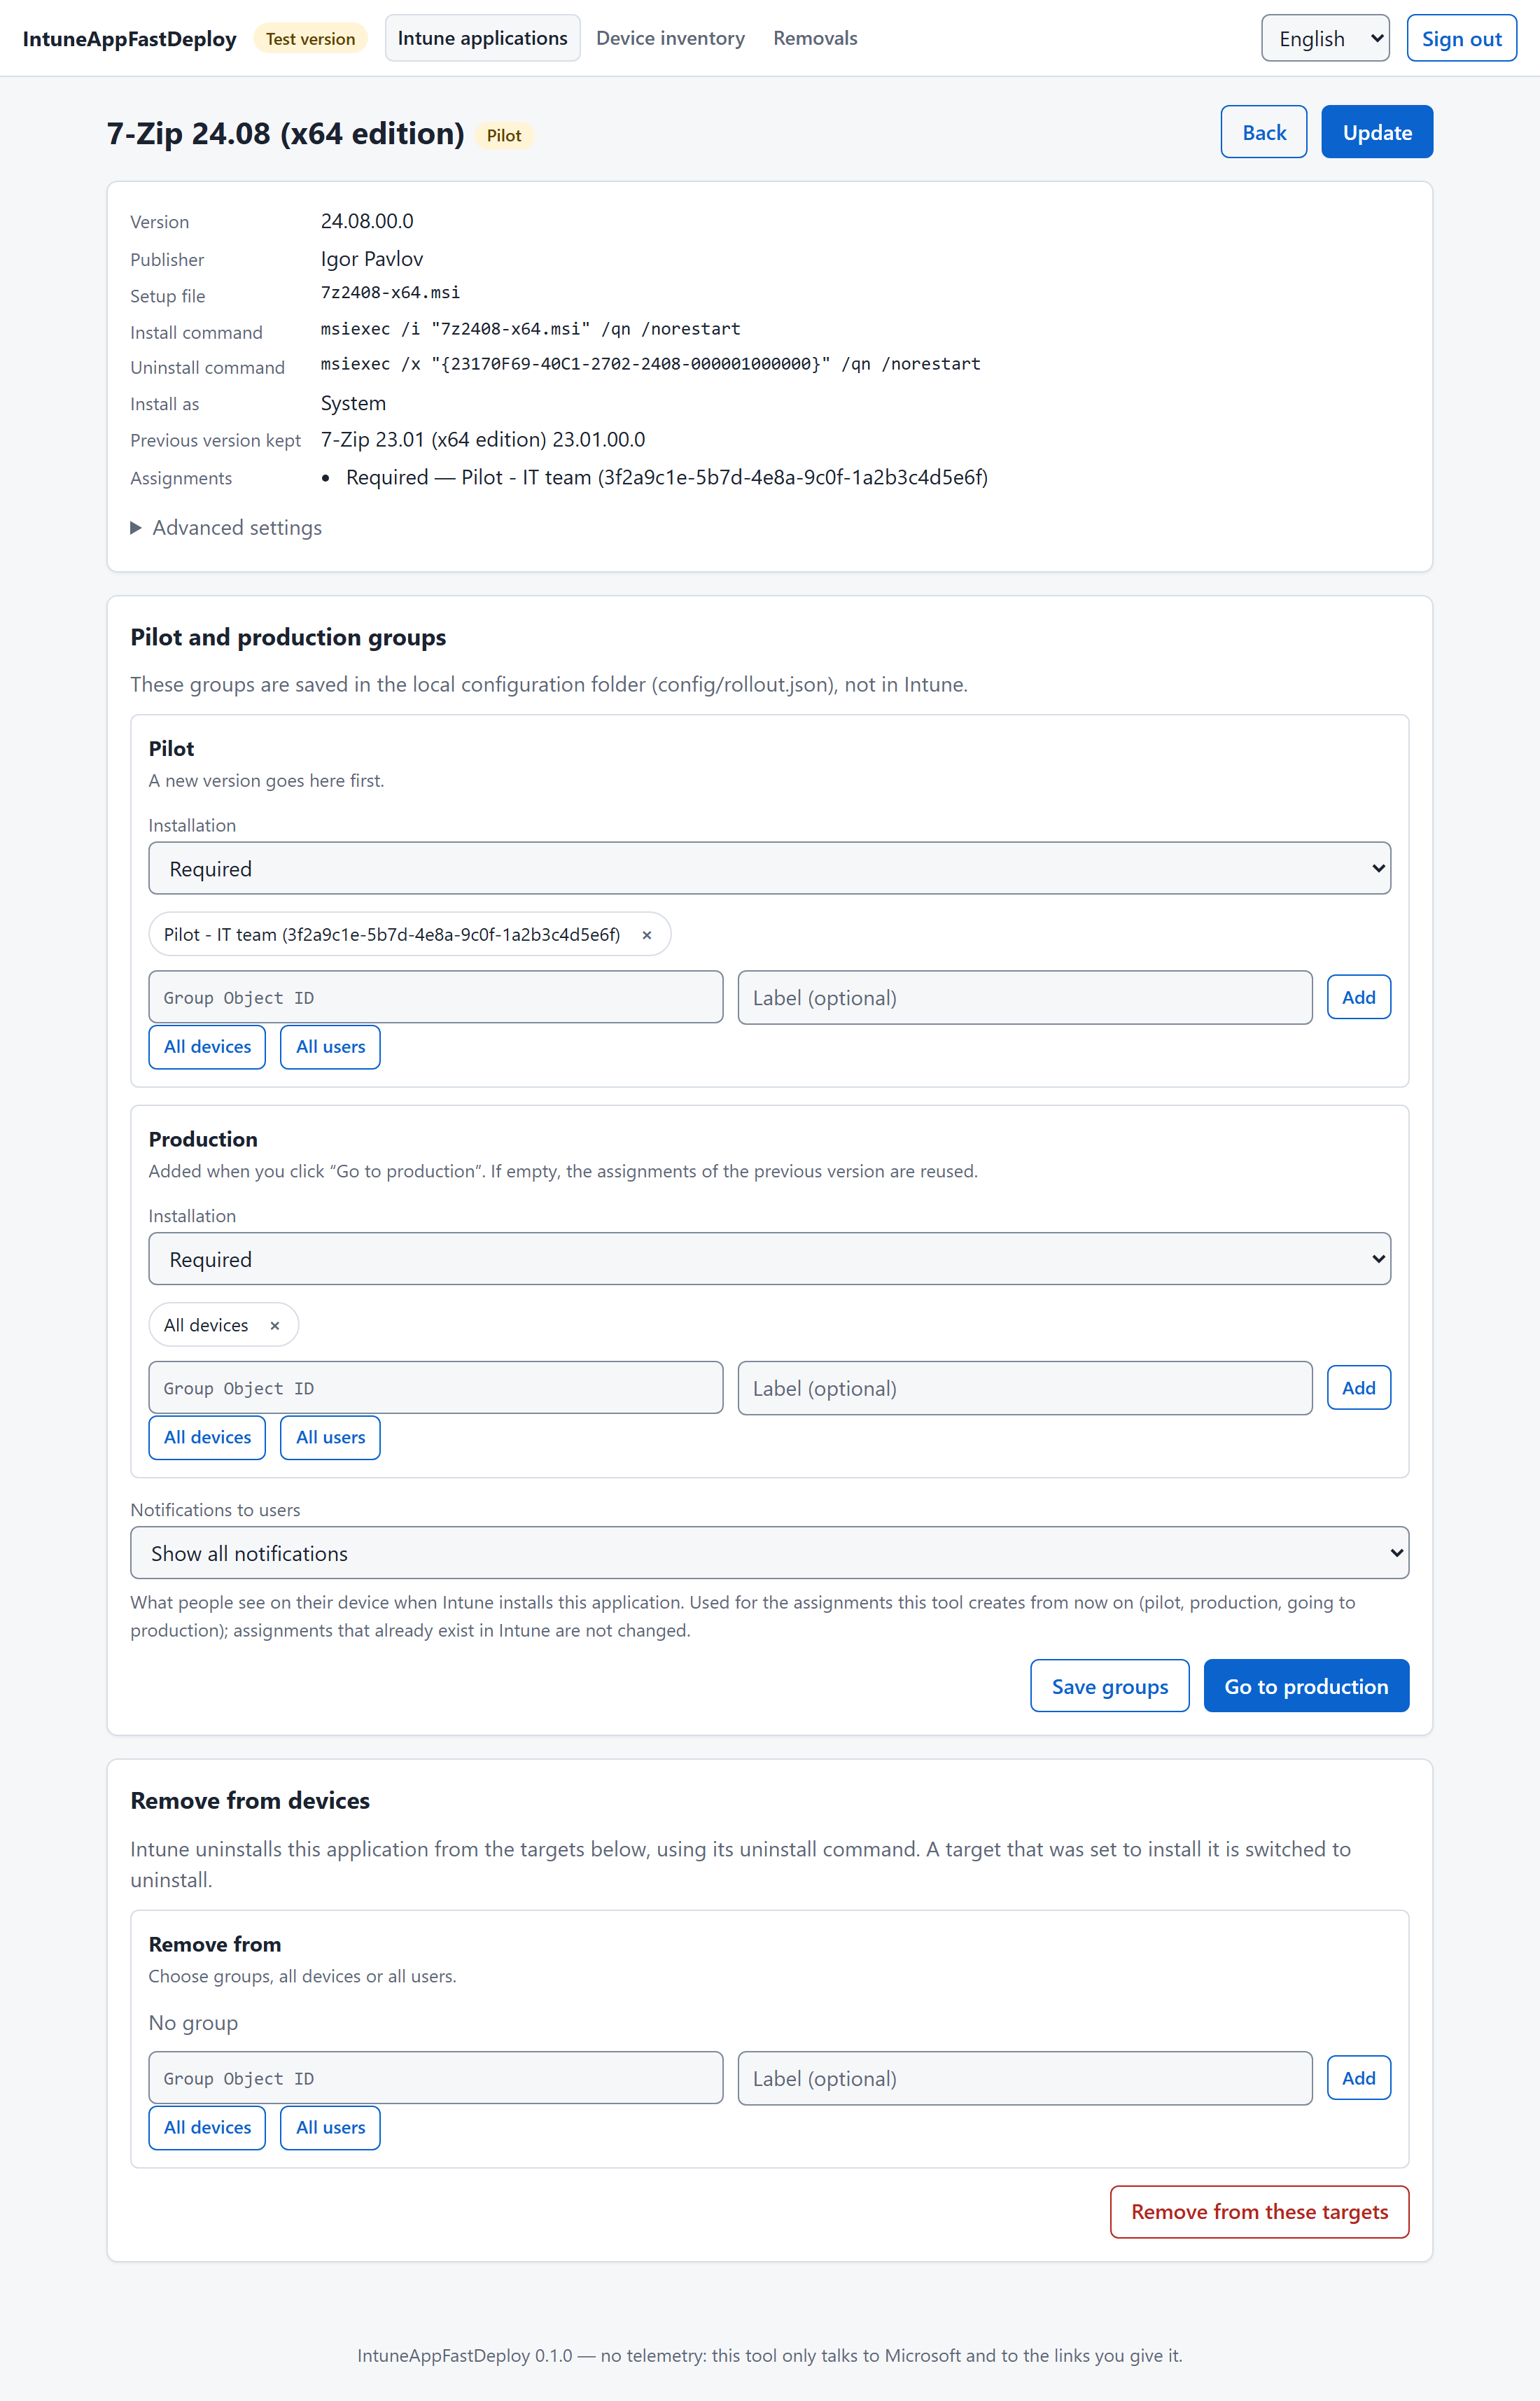 IntuneAppFastDeploy Test version Intune applications Device inventory Removals English Sign out
7-Zip 24.08 (x64 edition) Pilot Back Update
Version 24.08.00.0
Publisher Igor Pavlov
Setup file 7z2408-x64.msi
Install command msiexec /i "7z2408-x64.msi" /qn /norestart
Uninstall command msiexec /x "{23170F69-40C1-2702-2408-000001000000}" /qn /norestart
Install as System
Previous version kept 7-Zip 23.01 (x64 edition) 23.01.00.0
Assignments • Required — Pilot - IT team (3f2a9c1e-5b7d-4e8a-9c0f-1a2b3c4d5e6f)
Advanced settings
Pilot and production groups
These groups are saved in the local configuration folder (config/rollout.json), not in Intune.
Pilot
A new version goes here first.
Installation
Required
Pilot - IT team (3f2a9c1e-5b7d-4e8a-9c0f-1a2b3c4d5e6f) ×
Group Object ID Label (optional) Add
All devices All users
Production
Added when you click “Go to production”. If empty, the assignments of the previous version are reused.
Installation
Required
All devices ×
Group Object ID Label (optional) Add
All devices All users
Notifications to users
Show all notifications
What people see on their device when Intune installs this application. Used for the assignments this tool creates from now on (pilot, production, going to
production); assignments that already exist in Intune are not changed.
Save groups Go to production
Remove from devices
Intune uninstalls this application from the targets below, using its uninstall command. A target that was set to install it is switched to
uninstall.
Remove from
Choose groups, all devices or all users.
No group
Group Object ID Label (optional) Add
All devices All users
Remove from these targets
IntuneAppFastDeploy 0.1.0 — no telemetry: this tool only talks to Microsoft and to the links you give it.